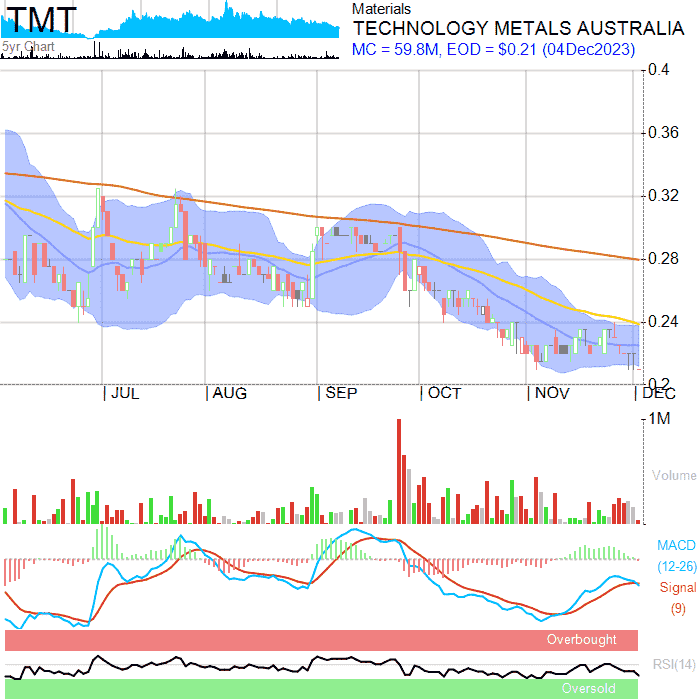 TMT
5yr Chart
Materials
TECHNOLOGY METALS AUSTRALIA
MC = 59.8M, EOD = $0.21 (04Dec2023)
0.4
0.36
0.32
0.28
0.24
0.2
JUL AUG SEP OCT NOV DEC
1M
Volume
MACD
(12-26)
Signal
(9)
Overbought
RSI(14)
Oversold